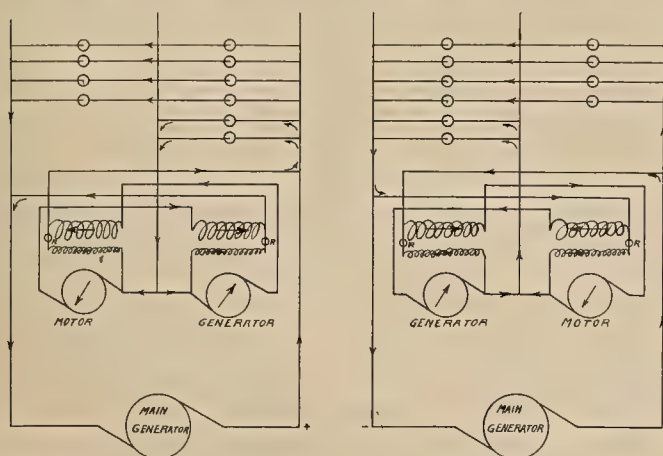 R
R
MOTOR
GENERATOR
MAIN
GENERATOR
+
R
R
GENERATOR
MOTOR
-
MAIN
GENERATOR